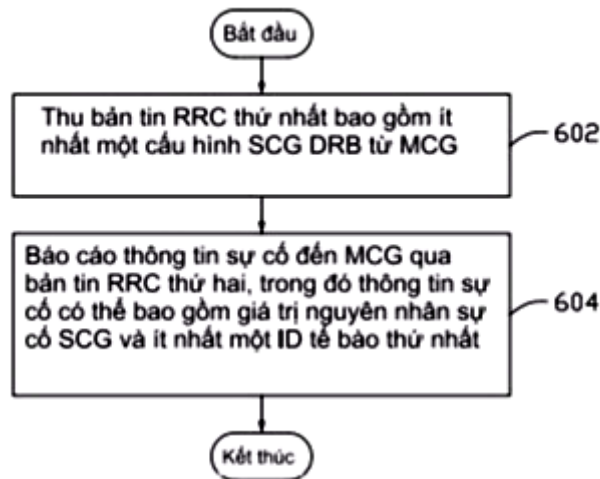 Bắt đầu
Thu bản tin RRC thứ nhất bao gồm ít
nhất một cấu hình SCG DRB từ MCG
602
Báo cáo thông tin sự cố đến MCG qua
bản tin RRC thứ hai, trong đó thông tin sự
cố có thể bao gồm giá trị nguyên nhân sự
cố SCG và ít nhất một ID tế bào thứ nhất
604
Kết thúc